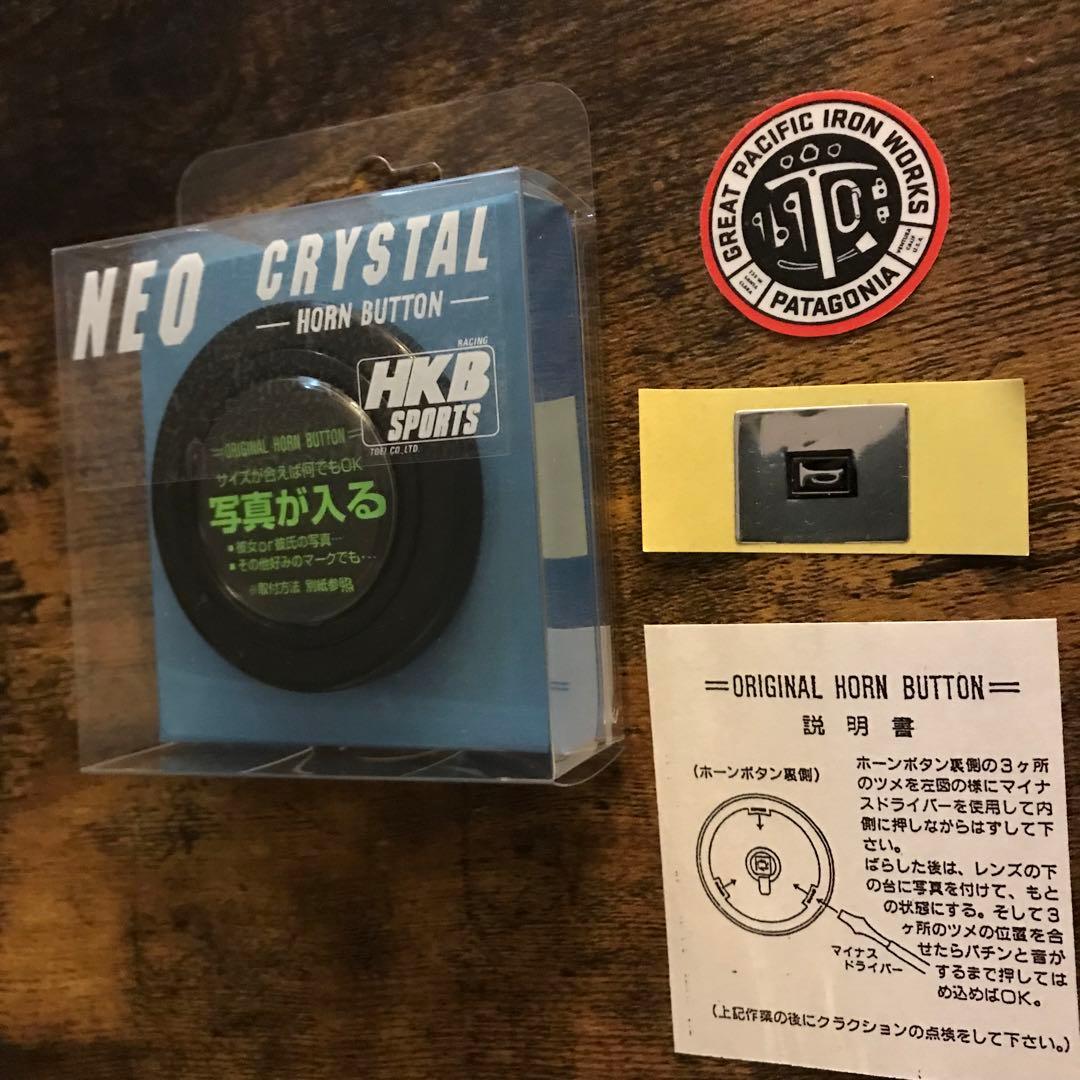 NEO CRYSTAL
HORN BUTTON
RACING
HKB
SPORTS
TOEI CO.,LTD.
=ORIGINAL HORN BUTTON=
サイズが合えば何でもOK
写真が入る
・彼女or彼氏の写真…
・その他好みのマークでも・・・
※取付方法 別紙参照
GREAT PACIFIC IRON WORKS
VENTURA
CALIF
U.S.A.
235 W.
SANTA
CLARA
PATAGONIA
=ORIGINAL HORN BUTTON=
説明書
(ホーンボタン裏側)
ホーンボタン裏側の3ヶ所
のツメを左図の様にマイナ
スドライバーを使用して内
側に押しながらはずして下
さい。
ばらした後は、レンズの下
の台に写真を付けて、もと
の状態にする。そして3
ヶ所のツメの位置を合
せたらパチンと音が
するまで押しては
め込めばOK。
マイナス
ドライバー
(上記作業の後にクラクションの点検をして下さい。)